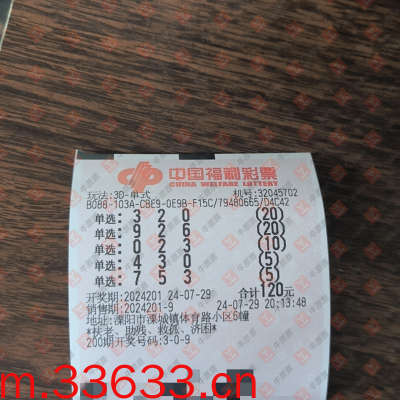 中国福利彩票
CHINA WELFARE LOTTERY
玩法:3D-单式 机号:32045702
B088-103A-C8E9-0E9B-F15C/79480665/D4C42
单选: 3 2 0 (20)
单选: 9 2 6 (20)
单选: 0 2 3 (10)
单选: 4 3 0 (5)
单选: 7 5 3 (5)
开奖期:2024201 24-07-29 合计120元
销售期:2024201-9 24-07-29 20:13:48
地址:溧阳市溧城镇体育路小区6幢
*扶老、助残、救孤、济困*
200期开奖号码:3-0-9
m.33633.cn